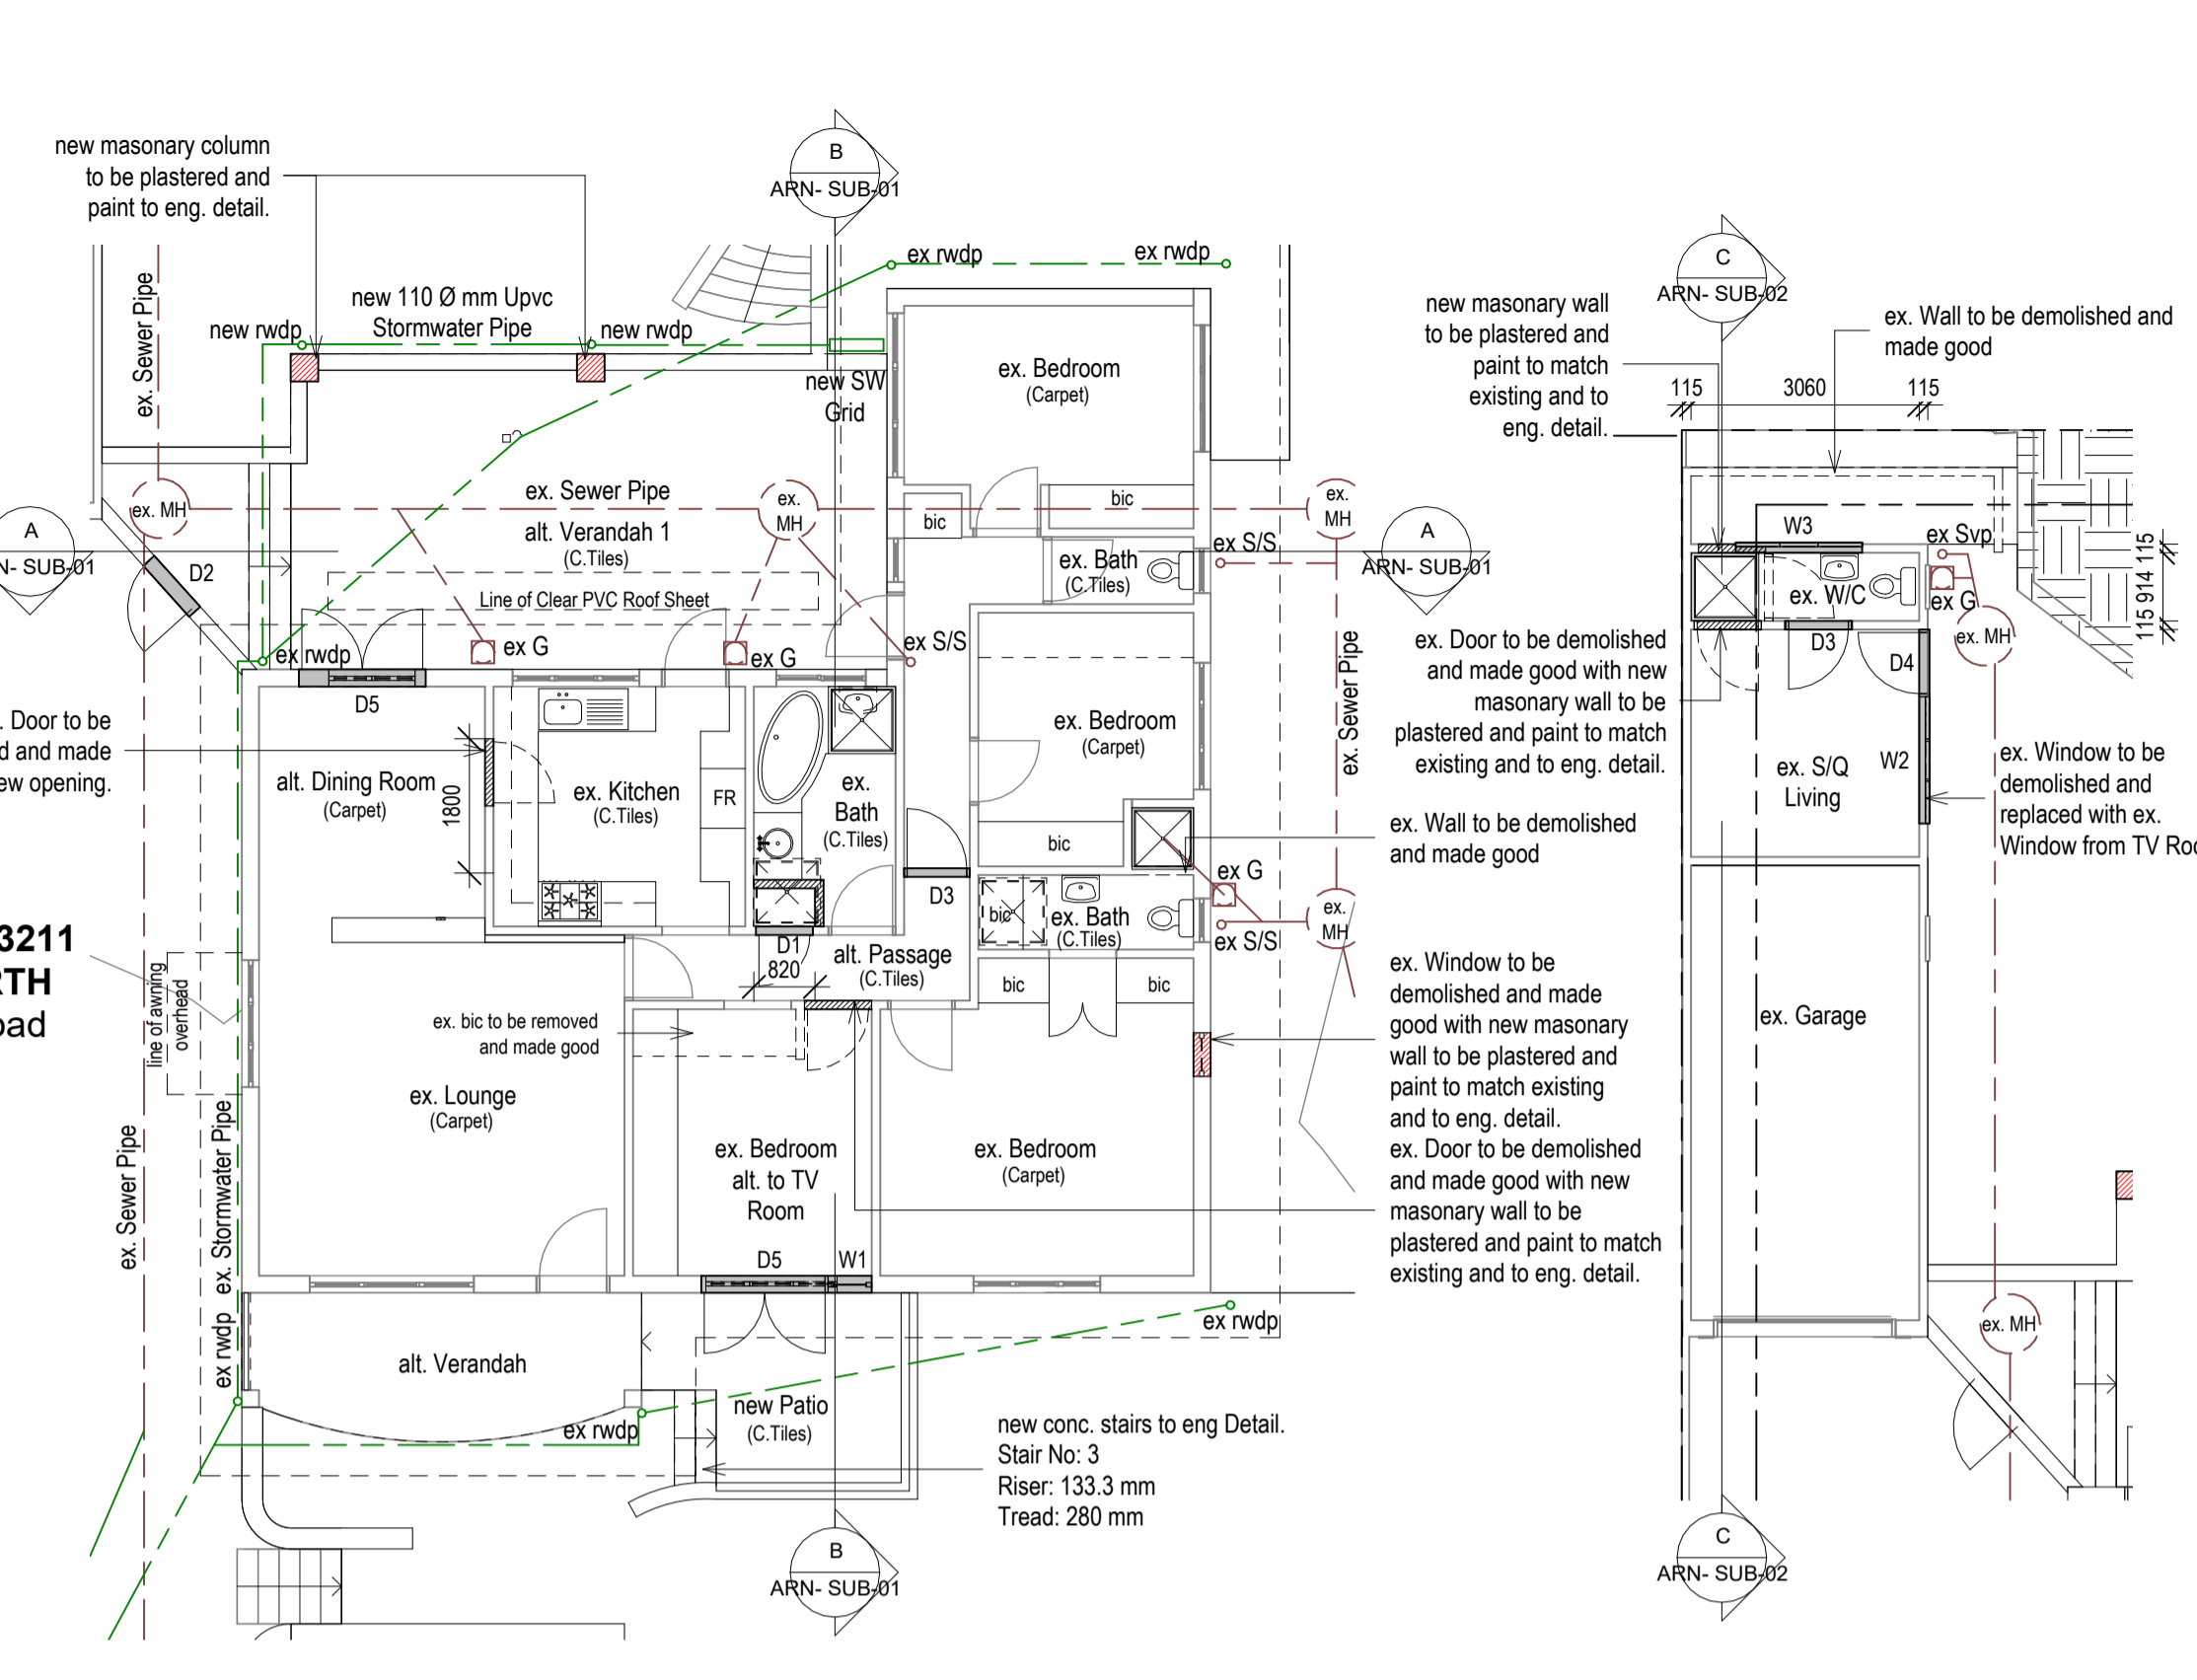 B
ARN- SUB-01
new masonary column
to be plastered and
paint to eng. detail.
ex. Sewer Pipe
new rwdp
new 110 Ø mm Upvc
Stormwater Pipe
new rwdp
ex rwdp
ex rwdp
new SW
Grid
ex. Bedroom
(Carpet)
bic
bic
ex. MH
ex. Sewer Pipe
ex.
MH
ex.
MH
alt. Verandah 1
(C.Tiles)
Line of Clear PVC Roof Sheet
A
N- SUB-01
D2
ex. Bath
(C.Tiles)
ex S/S
A
ARN- SUB-01
ex rwdp
ex G
ex G
ex S/S
ex. Sewer Pipe
D5
. Door to be
d and made
ew opening.
alt. Dining Room
(Carpet)
1800
ex. Kitchen
(C.Tiles)
FR
ex.
Bath
(C.Tiles)
ex. Bedroom
(Carpet)
bic
ex. Wall to be demolished
and made good
ex G
D3
bic
ex. Bath
(C.Tiles)
ex S/S
ex.
MH
D1
820
alt. Passage
(C.Tiles)
bic
bic
3211
RTH
oad
line of awning
overhead
ex. bic to be removed
and made good
ex. Lounge
(Carpet)
ex. Bedroom
alt. to TV
Room
ex. Bedroom
(Carpet)
ex. Window to be
demolished and made
good with new masonary
wall to be plastered and
paint to match existing
and to eng. detail.
ex. Door to be demolished
and made good with new
masonary wall to be
plastered and paint to match
existing and to eng. detail.
D5
W1
ex. Sewer Pipe
ex. Stormwater Pipe
ex rwdp
alt. Verandah
ex rwdp
ex rwdp
new Patio
(C.Tiles)
new conc. stairs to eng Detail.
Stair No: 3
Riser: 133.3 mm
Tread: 280 mm
B
ARN- SUB-01
C
ARN- SUB-02
new masonary wall
to be plastered and
paint to match
existing and to
eng. detail.
ex. Wall to be demolished and
made good
115
3060
115
W3
ex Svp
115 914 115
ex. W/C
ex G
ex. MH
D3
D4
ex. Door to be demolished
and made good with new
masonary wall to be
plastered and paint to match
existing and to eng. detail.
ex. S/Q
Living
W2
ex. Window to be
demolished and
replaced with ex.
Window from TV Roo
ex. Garage
ex. MH
C
ARN- SUB-02